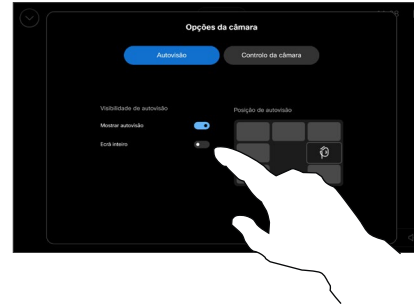 Opções da câmara
Autovisão
Controlo da câmara
Visibilidade de autovisão
Posição de autovisão
Mostrar autovisão
Ecrã inteiro